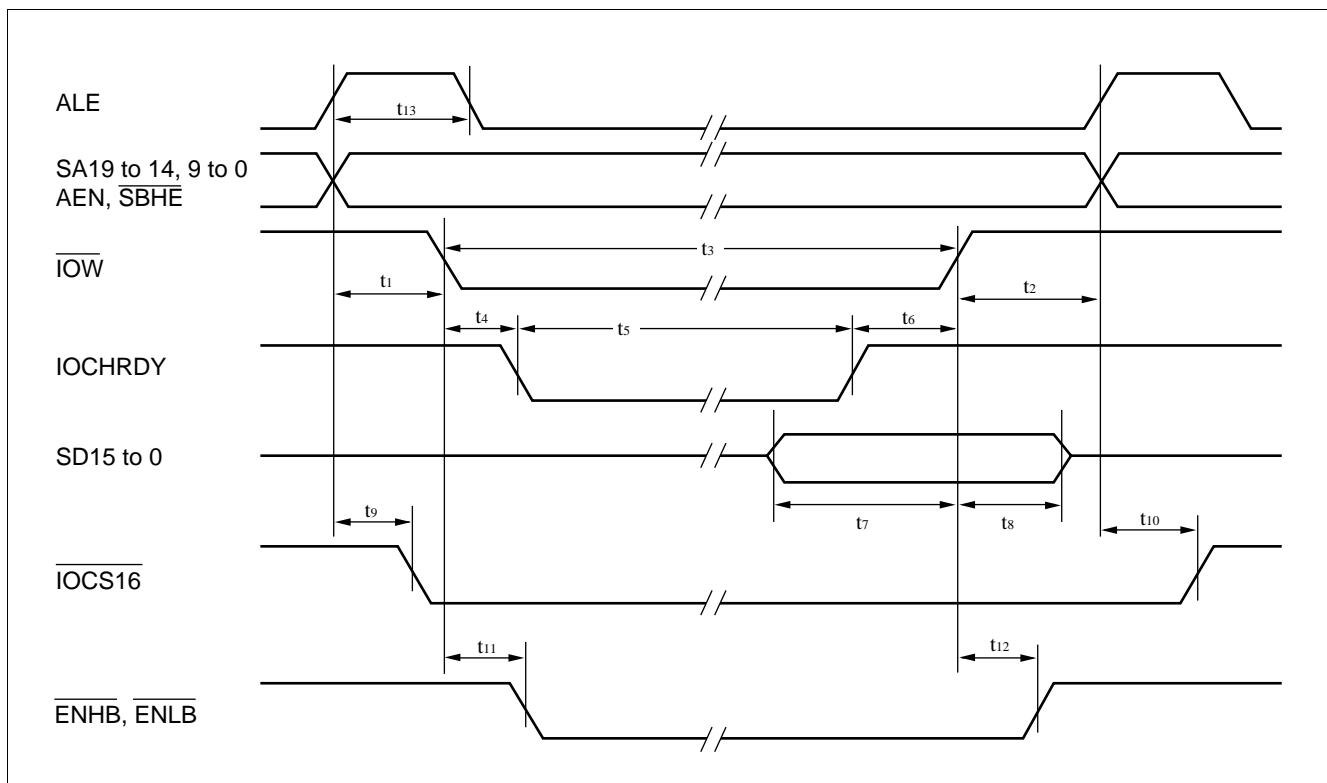 ALE
t13
SA19 to 14, 9 to 0
AEN, SBHE
IOW
t3
t1
t2
t4
t5
t6
IOCHRDY
SD15 to 0
t7
t8
t9
t10
IOCS16
t11
t12
ENHB, ENLB